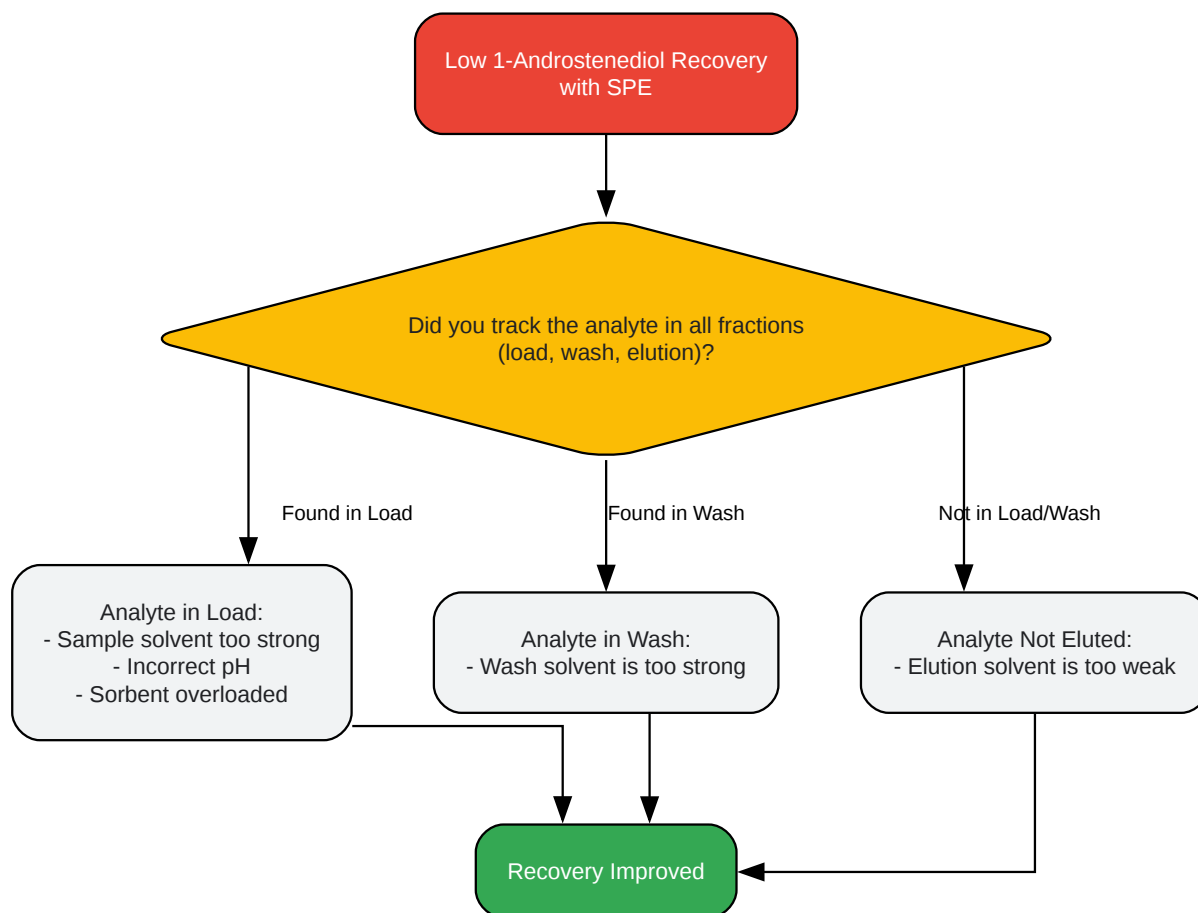 Low 1-Androstenediol Recovery
with SPE
Did you track the analyte in all fractions
(load, wash, elution)?
Found in Load
Found in Wash
Not in Load/Wash
Analyte in Load:
- Sample solvent too strong
- Incorrect pH
- Sorbent overloaded
Analyte in Wash:
- Wash solvent is too strong
Analyte Not Eluted:
- Elution solvent is too weak
Recovery Improved